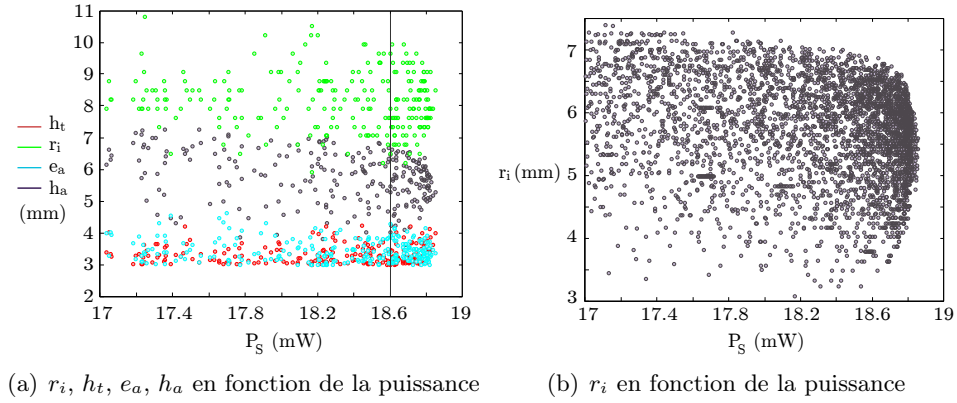 11
10
9
8
7
6
5
4
3
2
h_t
r_i
e_a
h_a
(mm)
17 17.4 17.8 18.2 18.6 19
P_S (mW)
(a) r_i, h_t, e_a, h_a en fonction de la puissance
7
6
5
4
3
r_i(mm)
17 17.4 17.8 18.2 18.6 19
P_S (mW)
(b) r_i en fonction de la puissance